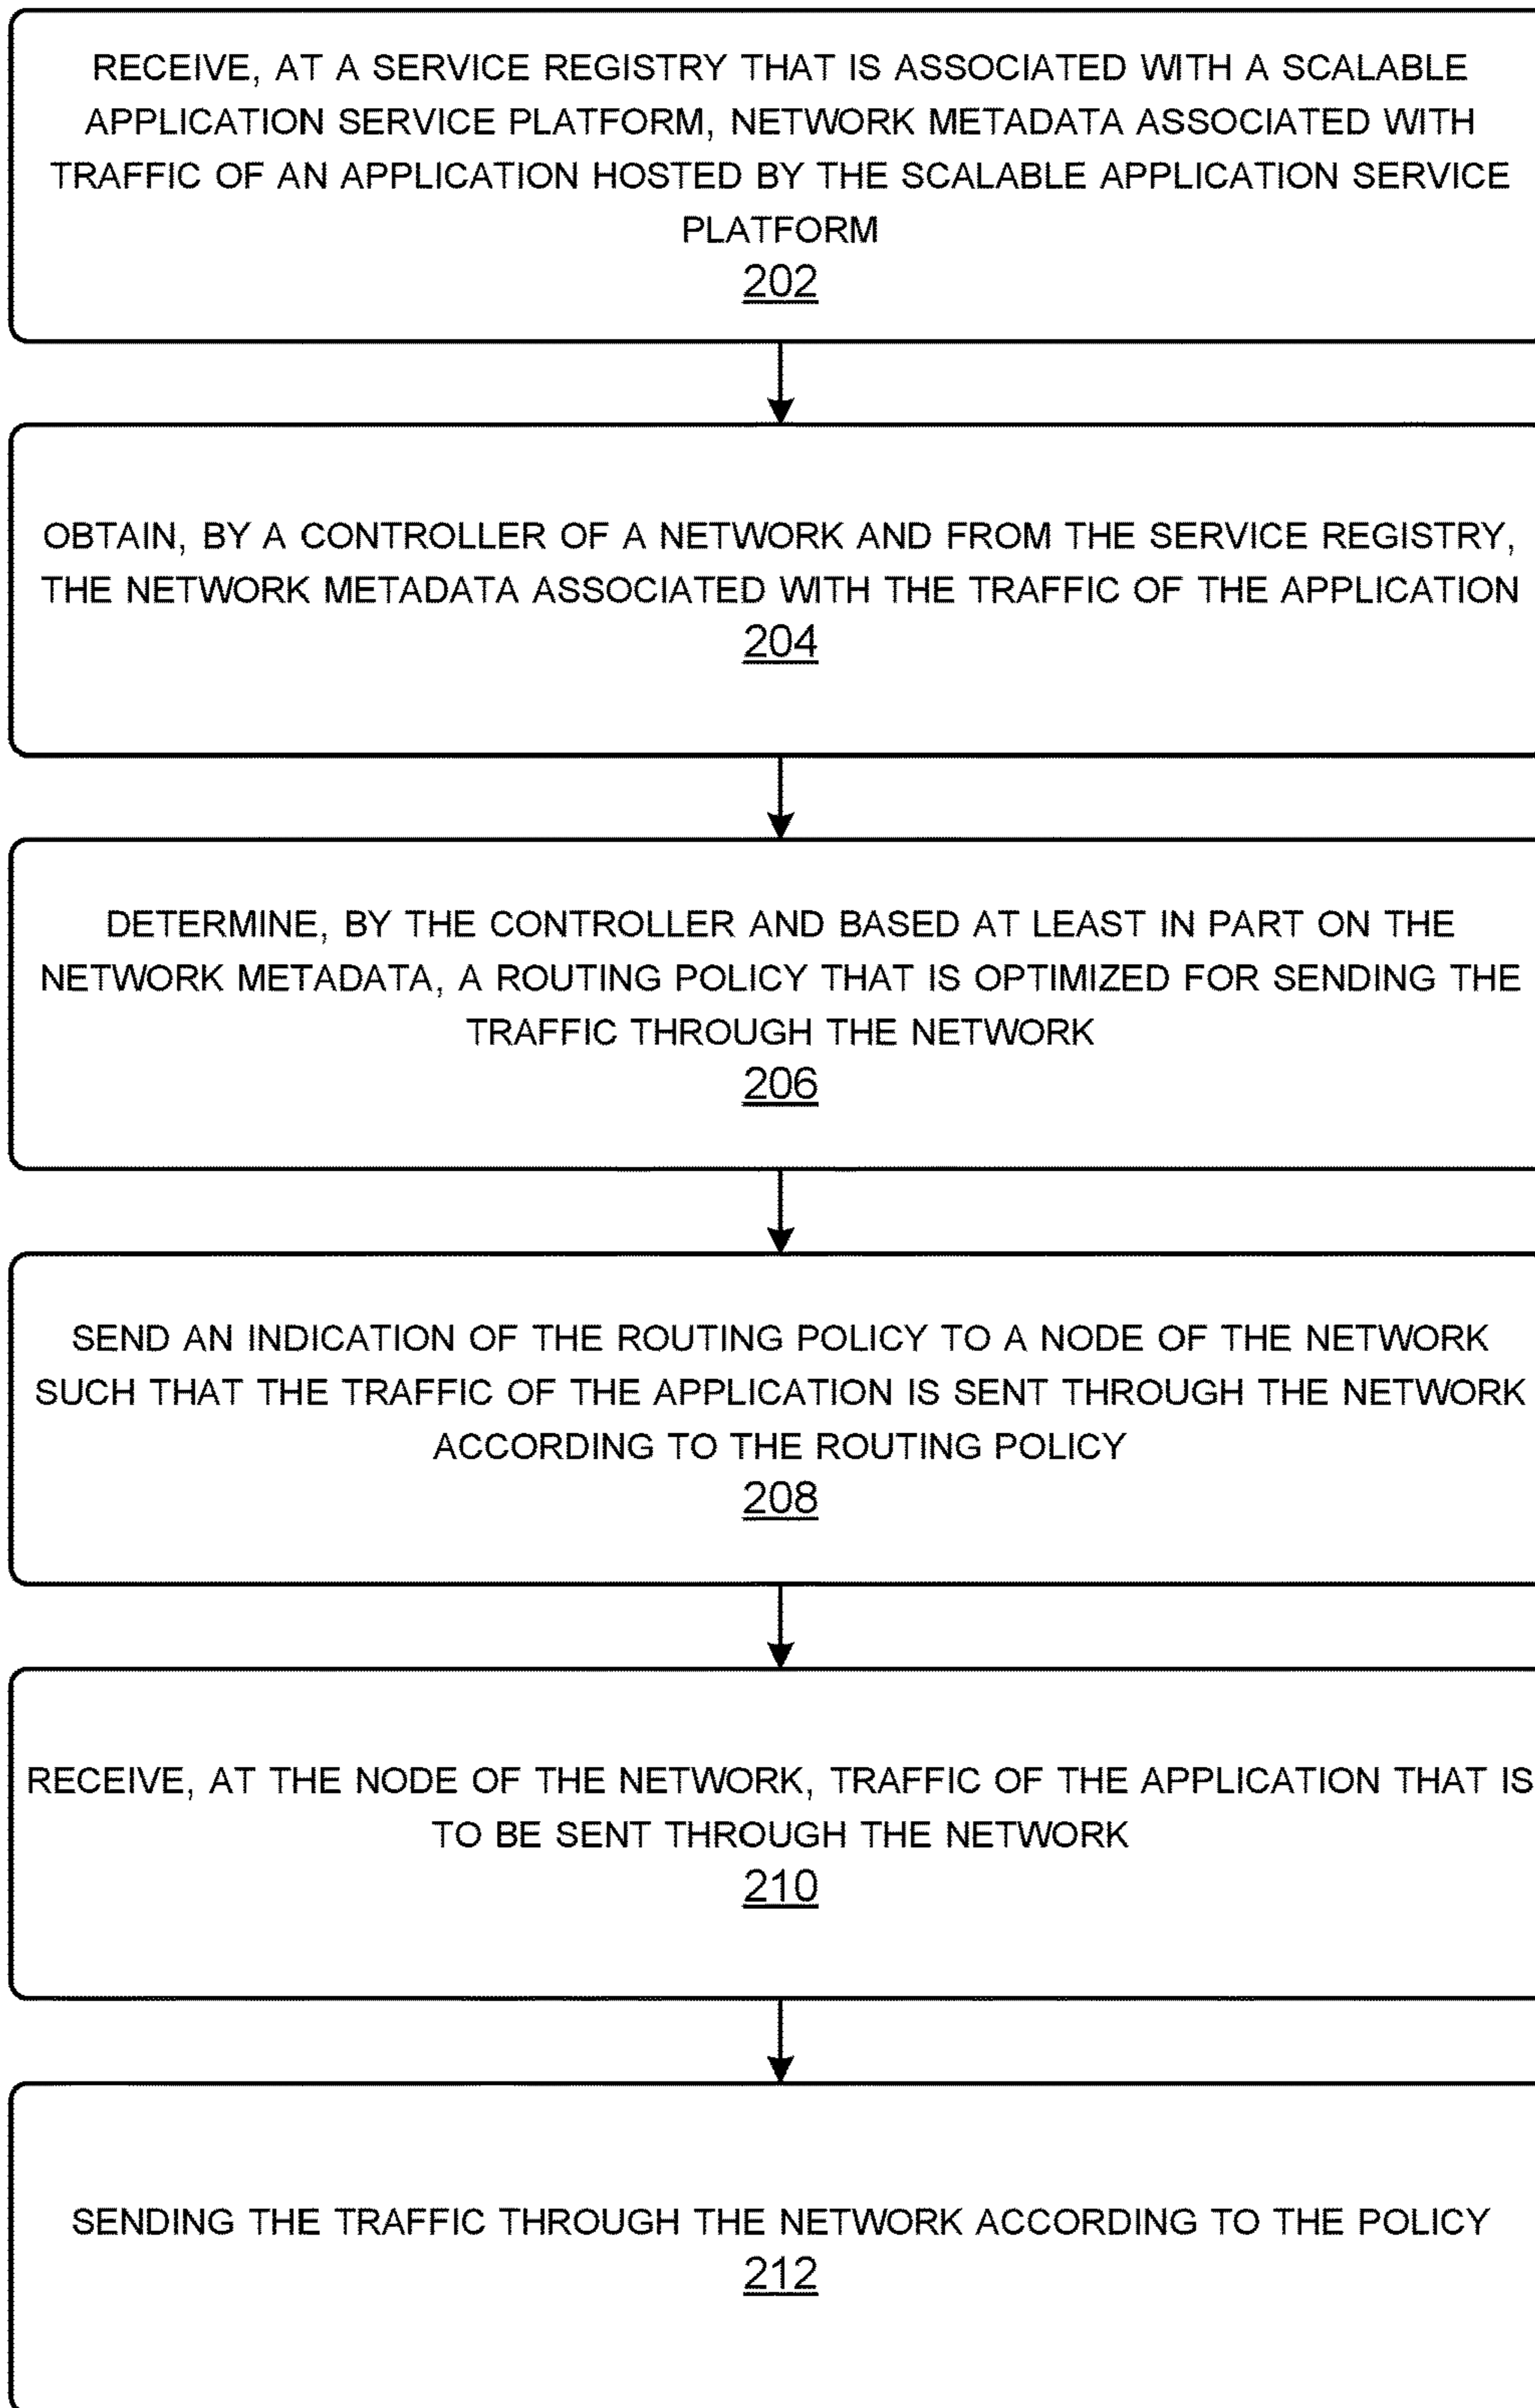 RECEIVE, AT A SERVICE REGISTRY THAT IS ASSOCIATED WITH A SCALABLE
APPLICATION SERVICE PLATFORM, NETWORK METADATA ASSOCIATED WITH
TRAFFIC OF AN APPLICATION HOSTED BY THE SCALABLE APPLICATION SERVICE
PLATFORM
202
OBTAIN, BY A CONTROLLER OF A NETWORK AND FROM THE SERVICE REGISTRY,
THE NETWORK METADATA ASSOCIATED WITH THE TRAFFIC OF THE APPLICATION
204
DETERMINE, BY THE CONTROLLER AND BASED AT LEAST IN PART ON THE
NETWORK METADATA, A ROUTING POLICY THAT IS OPTIMIZED FOR SENDING THE
TRAFFIC THROUGH THE NETWORK
206
SEND AN INDICATION OF THE ROUTING POLICY TO A NODE OF THE NETWORK
SUCH THAT THE TRAFFIC OF THE APPLICATION IS SENT THROUGH THE NETWORK
ACCORDING TO THE ROUTING POLICY
208
RECEIVE, AT THE NODE OF THE NETWORK, TRAFFIC OF THE APPLICATION THAT IS
TO BE SENT THROUGH THE NETWORK
210
SENDING THE TRAFFIC THROUGH THE NETWORK ACCORDING TO THE POLICY
212